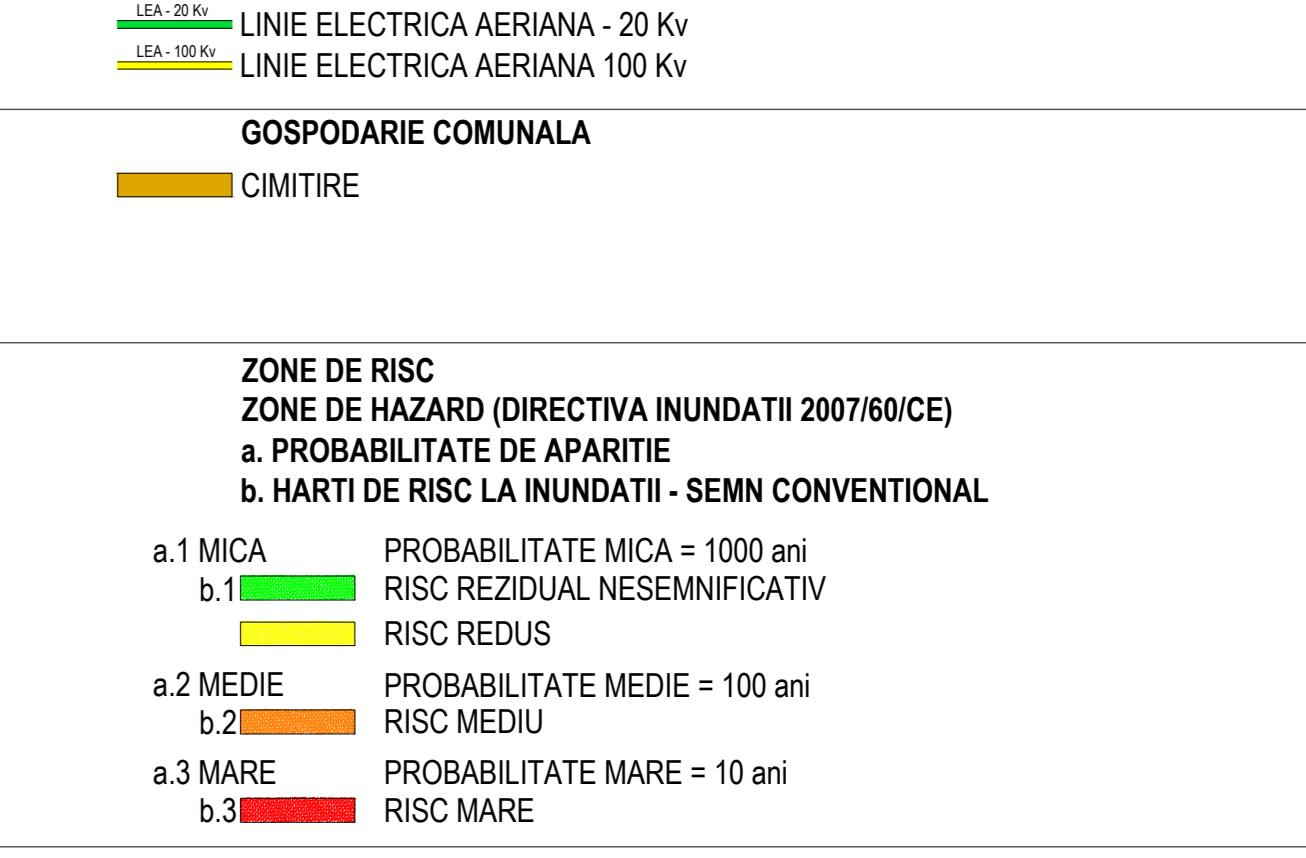 LEA - 20 Kv LINIE ELECTRICA AERIANA - 20 Kv
LEA - 100 Kv LINIE ELECTRICA AERIANA 100 Kv
GOSPODARIE COMUNALA
CIMITIRE
ZONE DE RISC
ZONE DE HAZARD (DIRECTIVA INUNDATII 2007/60/CE)
a. PROBABILITATE DE APARITIE
b. HARTI DE RISC LA INUNDATII - SEMN CONVENTIONAL
a.1 MICA PROBABILITATE MICA = 1000 ani
b.1 RISC REZIDUAL NESEMNIFICATIV
RISC REDUS
a.2 MEDIE PROBABILITATE MEDIE = 100 ani
b.2 RISC MEDIU
a.3 MARE PROBABILITATE MARE = 10 ani
b.3 RISC MARE